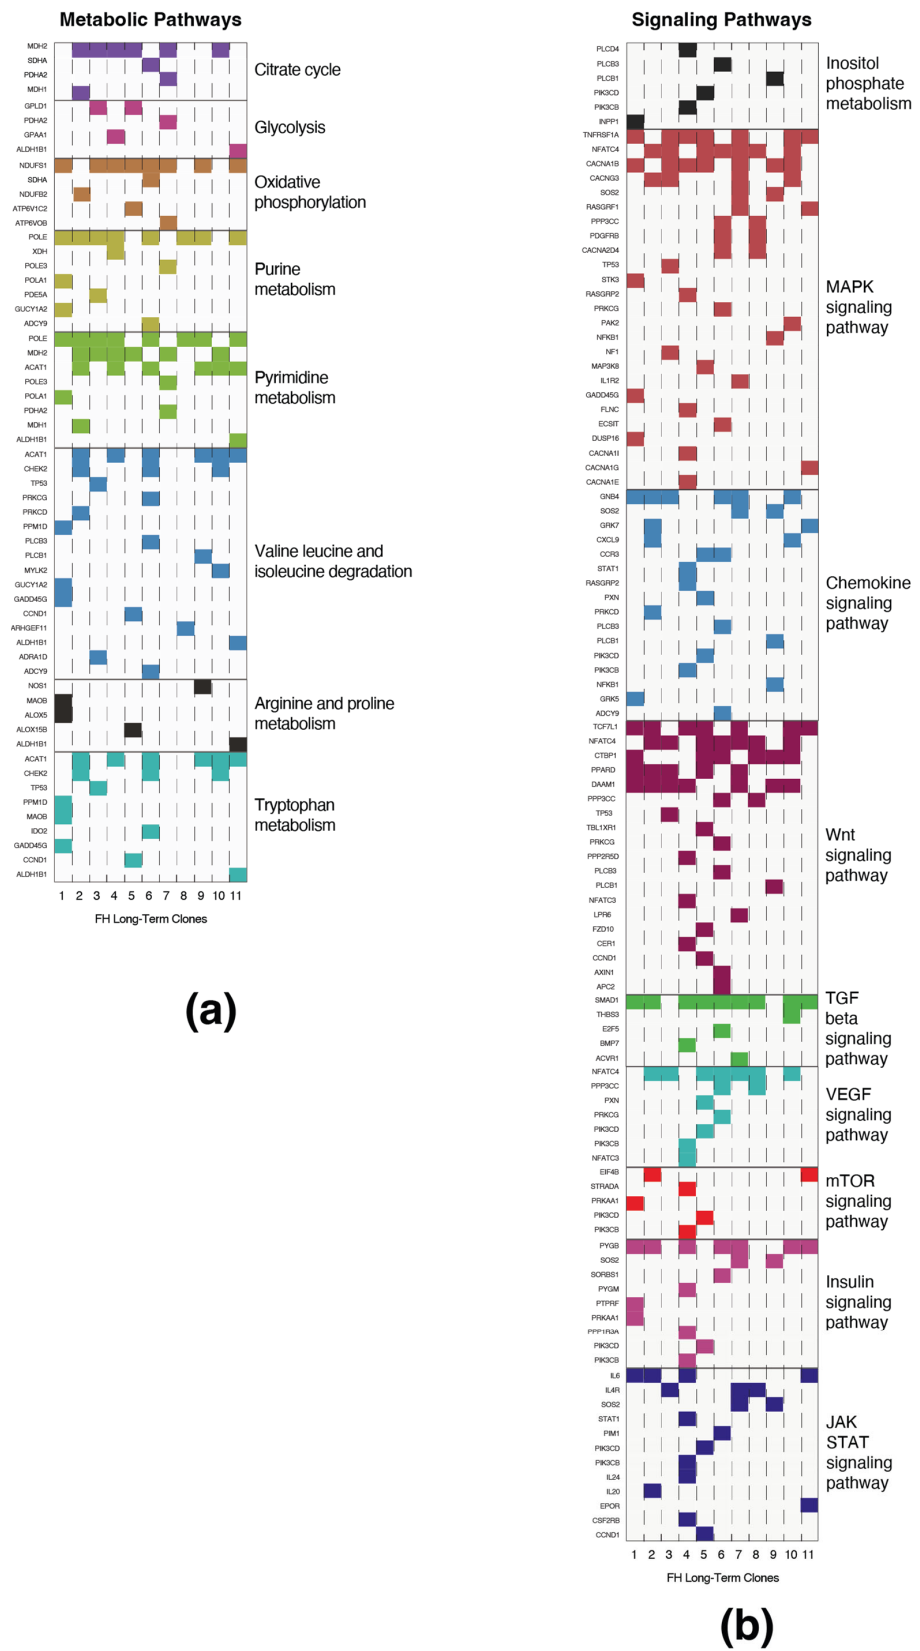 Metabolic Pathways
MDH2
SDHA
PDHA2
MDH1
Citrate cycle
GPLD1
PDHA2
GPAA1
ALDH1B1
Glycolysis
NDUFS1
SDHA
NDUFB2
ATP6V1C2
ATP6VOB
Oxidative
phosphorylation
POLE
XDH
POLE3
POLA1
PDE5A
GUCY1A2
ADCY9
Purine
metabolism
POLE
MDH2
ACAT1
POLE3
POLA1
PDHA2
MDH1
ALDH1B1
Pyrimidine
metabolism
ACAT1
CHEK2
TP53
PRKCG
PRKCD
PPM1D
PLCB3
PLCB1
MYLK2
GUCY1A2
GADD45G
CCND1
ARHGEF11
ALDH1B1
ADRA1D
ADCY9
Valine leucine and
isoleucine degradation
NOS1
MAOB
ALOX5
ALOX15B
ALDH1B1
Arginine and proline
metabolism
ACAT1
CHEK2
TP53
PPM1D
MAOB
IDO2
GADD45G
CCND1
ALDH1B1
Tryptophan
metabolism
1 2 3 4 5 6 7 8 9 10 11
FH Long-Term Clones
(a)
Signaling Pathways
PLCD4
PLCB3
PLCB1
PIK3CD
PIK3CB
INPP1
Inositol
phosphate
metabolism
TNFRSF1A
NFATC4
CACNA1B
CACNG3
SOS2
RASGRF1
PPP3CC
PDGFRB
CACNA2D4
TP53
STK3
RASGRP2
PRKCG
PAK2
NFKB1
NF1
MAP3K8
IL1R2
GADD45G
FLNC
ECSIT
DUSP16
CACNA1I
CACNA1G
CACNA1E
MAPK
signaling
pathway
GNB4
SOS2
GRK7
CXCL9
CCR3
STAT1
RASGRP2
PXN
PRKCD
PLCB3
PLCB1
PIK3CD
PIK3CB
NFKB1
GRK5
ADCY9
Chemokine
signaling
pathway
TCF7L1
NFATC4
CTBP1
PPARD
DAAM1
PPP3CC
TP53
TBL1XR1
PRKCG
PPP2R5D
PLCB3
PLCB1
NFATC3
LPR6
FZD10
CER1
CCND1
AXIN1
APC2
Wnt
signaling
pathway
SMAD1
THBS3
E2F5
BMP7
ACVR1
TGF
beta
signaling
pathway
NFATC4
PPP3CC
PXN
PRKCG
PIK3CD
PIK3CB
NFATC3
VEGF
signaling
pathway
EIF4B
STRADA
PRKAA1
PIK3CD
PIK3CB
mTOR
signaling
pathway
PYGB
SOS2
SORBS1
PYGM
PTPRF
PRKAA1
PPP1R3A
PIK3CD
PIK3CB
Insulin
signaling
pathway
IL6
IL4R
SOS2
STAT1
PIM1
PIK3CD
PIK3CB
IL24
IL20
EPOR
CSF2RB
CCND1
JAK
STAT
signaling
pathway
1 2 3 4 5 6 7 8 9 10 11
FH Long-Term Clones
(b)